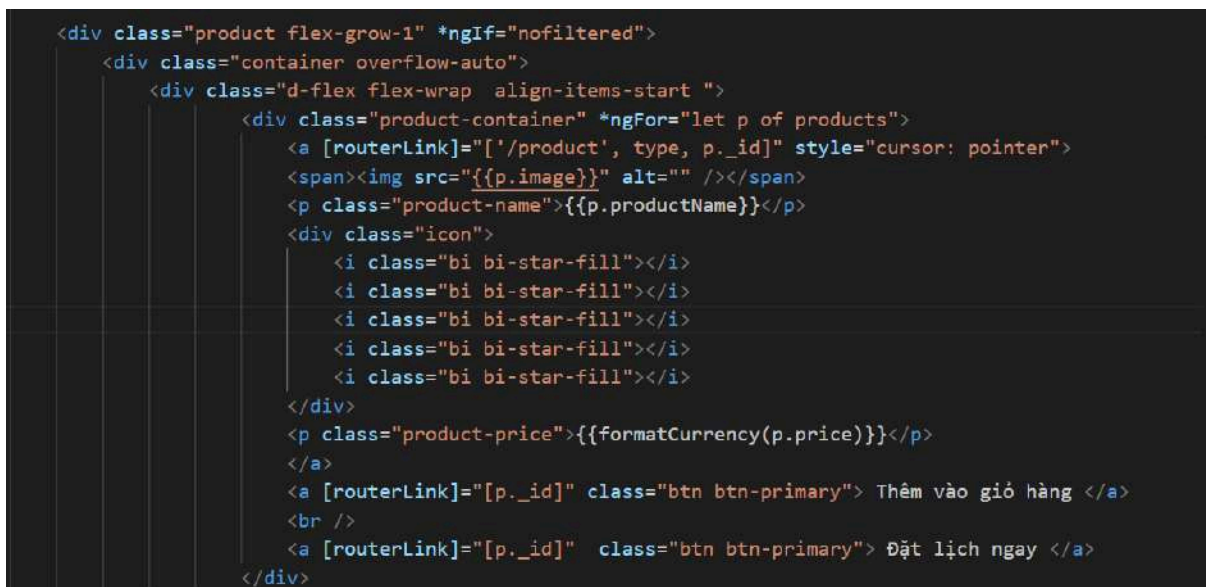 <div class="product flex-grow-1" *ngIf="nofiltered">
<div class="container overflow-auto">
<div class="d-flex flex-wrap  align-items-start ">
<div class="product-container" *ngFor="let p of products">
<a [routerLink]="['/product', type, p._id]" style="cursor: pointer">
<span><img src="{{p.image}}" alt="" /></span>
<p class="product-name">{{p.productName}}</p>
<div class="icon">
<i class="bi bi-star-fill"></i>
<i class="bi bi-star-fill"></i>
<i class="bi bi-star-fill"></i>
<i class="bi bi-star-fill"></i>
<i class="bi bi-star-fill"></i>
</div>
<p class="product-price">{{formatCurrency(p.price)}}</p>
</a>
<a [routerLink]="[p._id]" class="btn btn-primary"> Thêm vào giỏ hàng </a>
<br />
<a [routerLink]="[p._id]"  class="btn btn-primary"> Đặt lịch ngay </a>
</div>